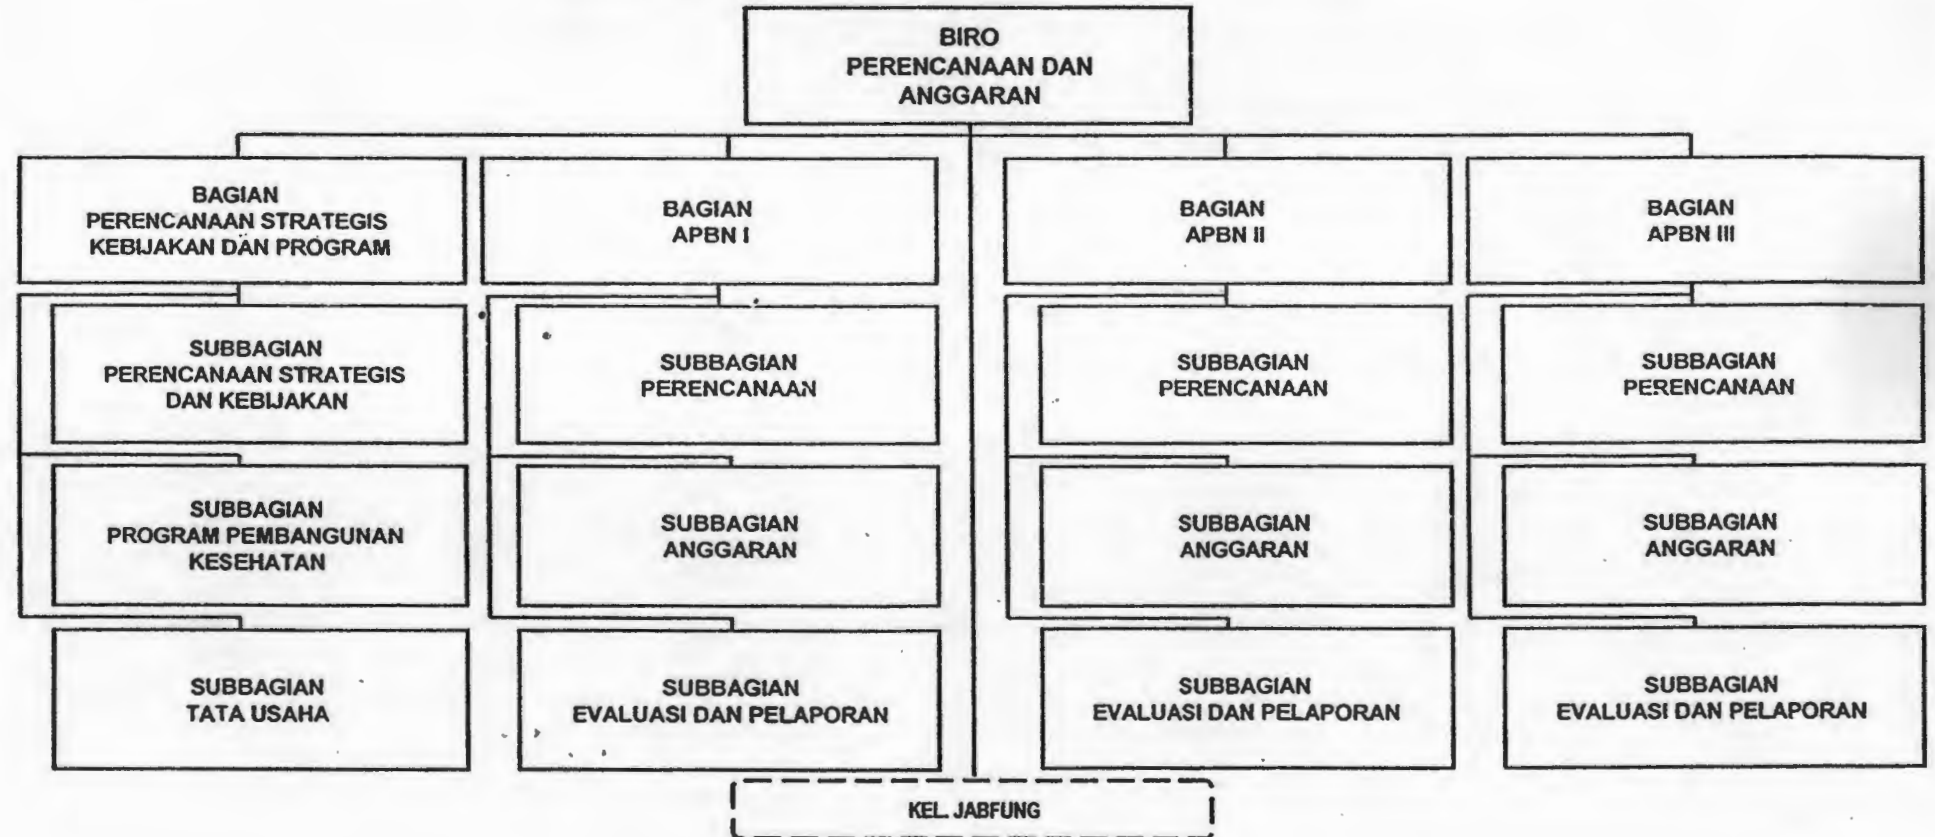 BIRO
PERENCANAAN DAN
ANGGARAN
BAGIAN
PERENCANAAN STRATEGIS
KEBIJAKAN DAN PROGRAM
BAGIAN
APBN I
BAGIAN
APBN II
BAGIAN
APBN III
SUBBAGIAN
PERENCANAAN STRATEGIS
DAN KEBIJAKAN
SUBBAGIAN
PERENCANAAN
SUBBAGIAN
PERENCANAAN
SUBBAGIAN
PERENCANAAN
SUBBAGIAN
PROGRAM PEMBANGUNAN
KESEHATAN
SUBBAGIAN
ANGGARAN
SUBBAGIAN
ANGGARAN
SUBBAGIAN
ANGGARAN
SUBBAGIAN
TATA USAHA
SUBBAGIAN
EVALUASI DAN PELAPORAN
SUBBAGIAN
EVALUASI DAN PELAPORAN
SUBBAGIAN
EVALUASI DAN PELAPORAN
KEL. JABFUNG